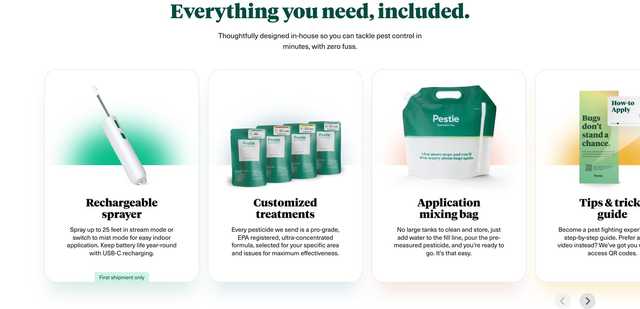 Everything you need, included.
Thoughtfully designed in-house so you can tackle pest control in
minutes, with zero fuss.
Rechargeable
sprayer
Spray up to 25 feet in stream mode or
switch to mist mode for easy indoor
application. Keep battery life year-round
with USB-C recharging.
First shipment only
Customized
treatments
Every pesticide we send is a pro-grade,
EPA registered, ultra-concentrated
formula, selected for your specific area
and issues for maximum effectiveness.
Pestie
Application
mixing bag
No large tanks to clean and store, just
add water to the fill line, pour the pre-
measured pesticide, and you're ready to
go. It's that easy.
How-to
Apply
Bugs
don't
stand a
chance.
Tips & trick
guide
Become a pest fighting exper
step-by-step guide. Prefer a
video instead? We've got you
access QR codes.